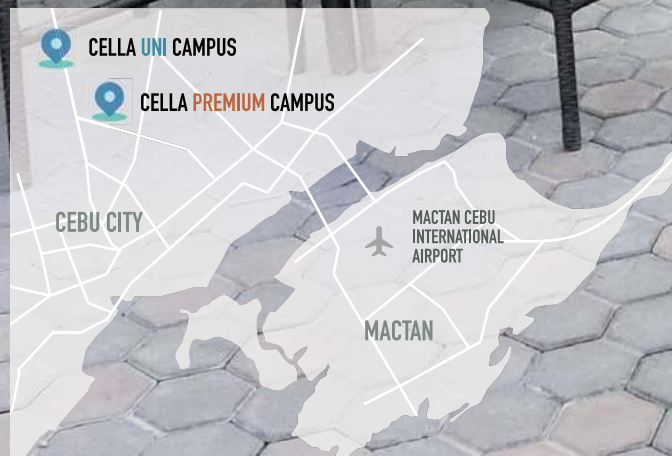 CELLA UNI CAMPUS
CELLA PREMIUM CAMPUS
CEBU CITY
MACTAN CEBU
INTERNATIONAL
AIRPORT
MACTAN